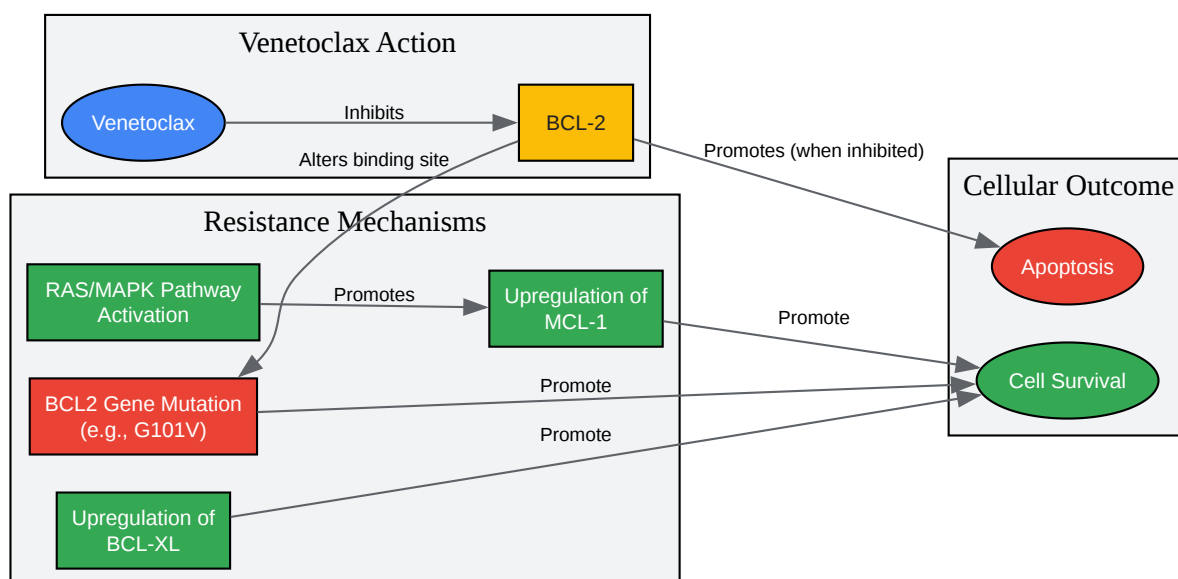 Venetoclax Action
Venetoclax
Inhibits
BCL-2
Alters binding site
Promotes (when inhibited)
Cellular Outcome
Resistance Mechanisms
Apoptosis
RAS/MAPK Pathway
Activation
Promotes
Upregulation of
MCL-1
Promote
Cell Survival
BCL2 Gene Mutation
(e.g., G101V)
Promote
Promote
Upregulation of
BCL-XL